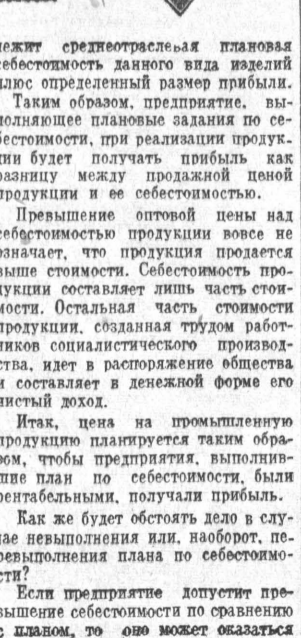 лежит среднеотраслевая плановая
себестоимость данного вида изделий
плюс определенный размер прибыли.
Таким образом, предприятие, вы-
полняющее плановые задания по се-
бестоимости, при реализации продук-
ции будет получать прибыль как
разницу между продажной ценой
продукции и ее себестоимостью.
Превышение оптовой цены над
себестоимостью продукции вовсе не
означает, что продукция продается
выше стоимости. Себестоимость про-
дукции составляет лишь часть стои-
мости. Остальная часть стоимости
продукции, созданная трудом работ-
ников социалистического производ-
ства, идет в распоряжение общества
и составляет в денежной форме его
чистый доход.
Итак, цена на промышленную
продукцию планируется таким обра-
зом, чтобы предприятия, выполнив-
шие план по себестоимости, были
рентабельными, получали прибыль.
Как же будет обстоять дело в слу-
чае невыполнения или, наоборот, пе-
ревыполнения плана по себестоимо-
сти?
Если предприятие допустит пре-
вышение себестоимости по сравнению
с планом, то оно может оказаться